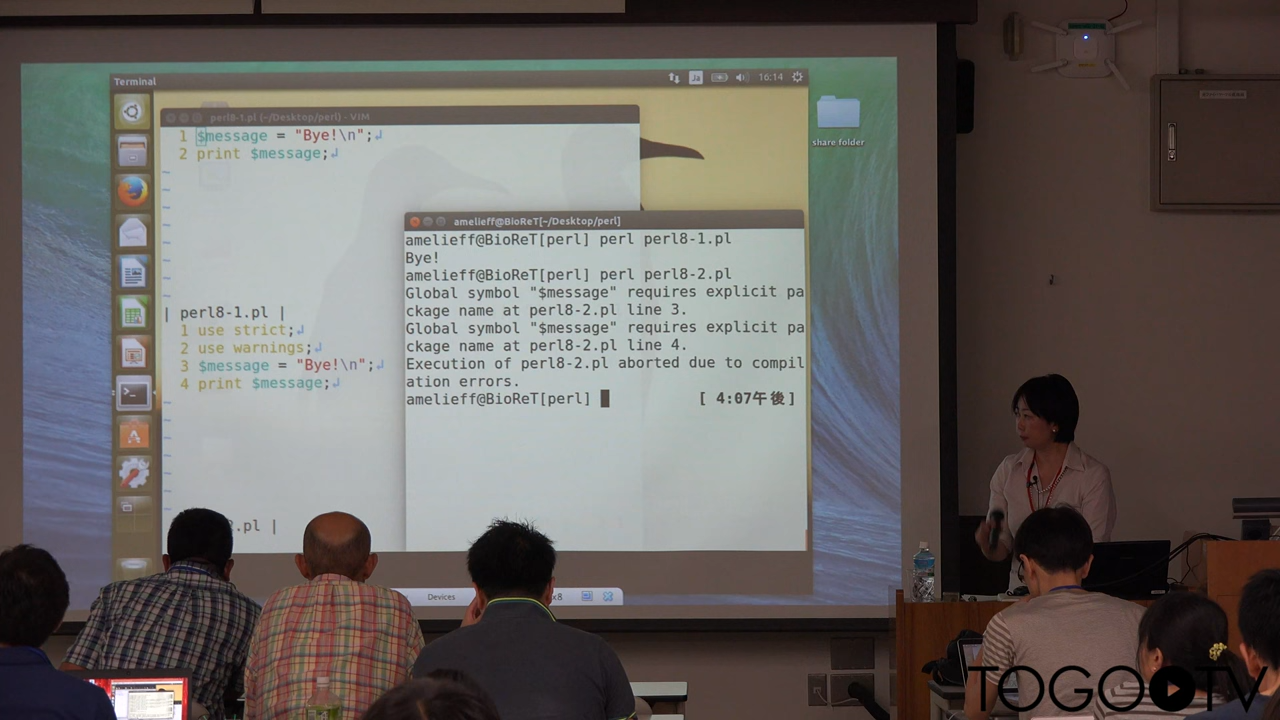 Terminal
Ja
16:14
share folder
perl8-1.pl (~/Desktop/perl) - VIM
1 $message = "Bye!\n";
2 print $message;
| perl8-1.pl |
1 use strict;
2 use warnings;
3 $message = "Bye!\n";
4 print $message;
.pl |
amelieff@BioReT[~/Desktop/perl]
amelieff@BioReT[perl] perl perl8-1.pl
Bye!
amelieff@BioReT[perl] perl perl8-2.pl
Global symbol "$message" requires explicit pa
ckage name at perl8-2.pl line 3.
Global symbol "$message" requires explicit pa
ckage name at perl8-2.pl line 4.
Execution of perl8-2.pl aborted due to compil
ation errors.
amelieff@BioReT[perl] [ 4:07午後]
Devices
TOGO TV